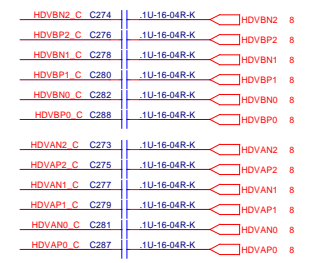 HDVBN2_C C274 .1U-16-04R-K HDVBN2 8
HDVBP2_C C276 .1U-16-04R-K HDVBP2 8
HDVBN1_C C278 .1U-16-04R-K HDVBN1 8
HDVBP1_C C280 .1U-16-04R-K HDVBP1 8
HDVBN0_C C282 .1U-16-04R-K HDVBN0 8
HDVBP0_C C288 .1U-16-04R-K HDVBP0 8
HDVAN2_C C273 .1U-16-04R-K HDVAN2 8
HDVAP2_C C275 .1U-16-04R-K HDVAP2 8
HDVAN1_C C277 .1U-16-04R-K HDVAN1 8
HDVAP1_C C279 .1U-16-04R-K HDVAP1 8
HDVAN0_C C281 .1U-16-04R-K HDVAN0 8
HDVAP0_C C287 .1U-16-04R-K HDVAP0 8